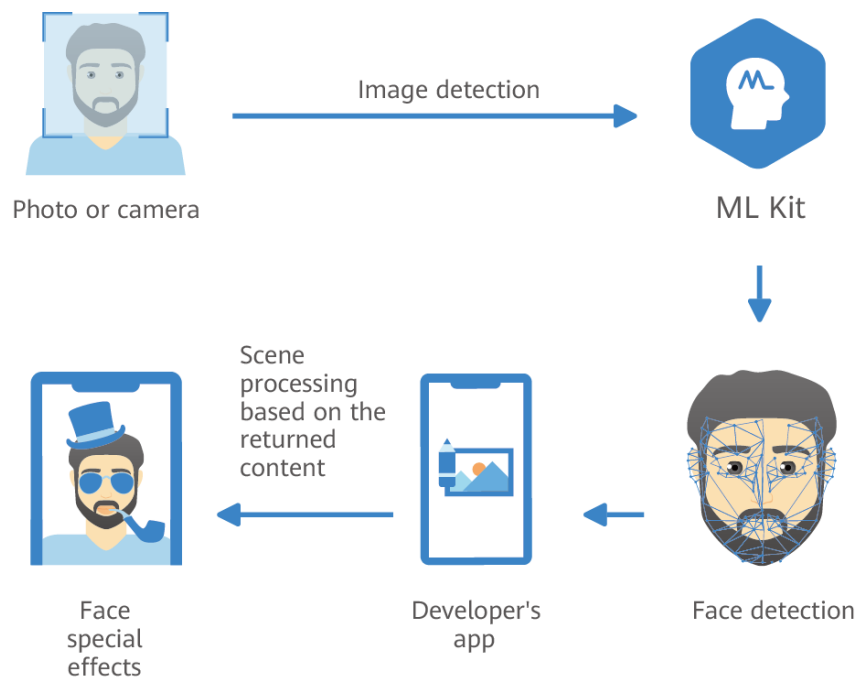 Image detection
Photo or camera
ML Kit
Scene
processing
based on the
returned
content
Face
special
effects
Developer's
app
Face detection